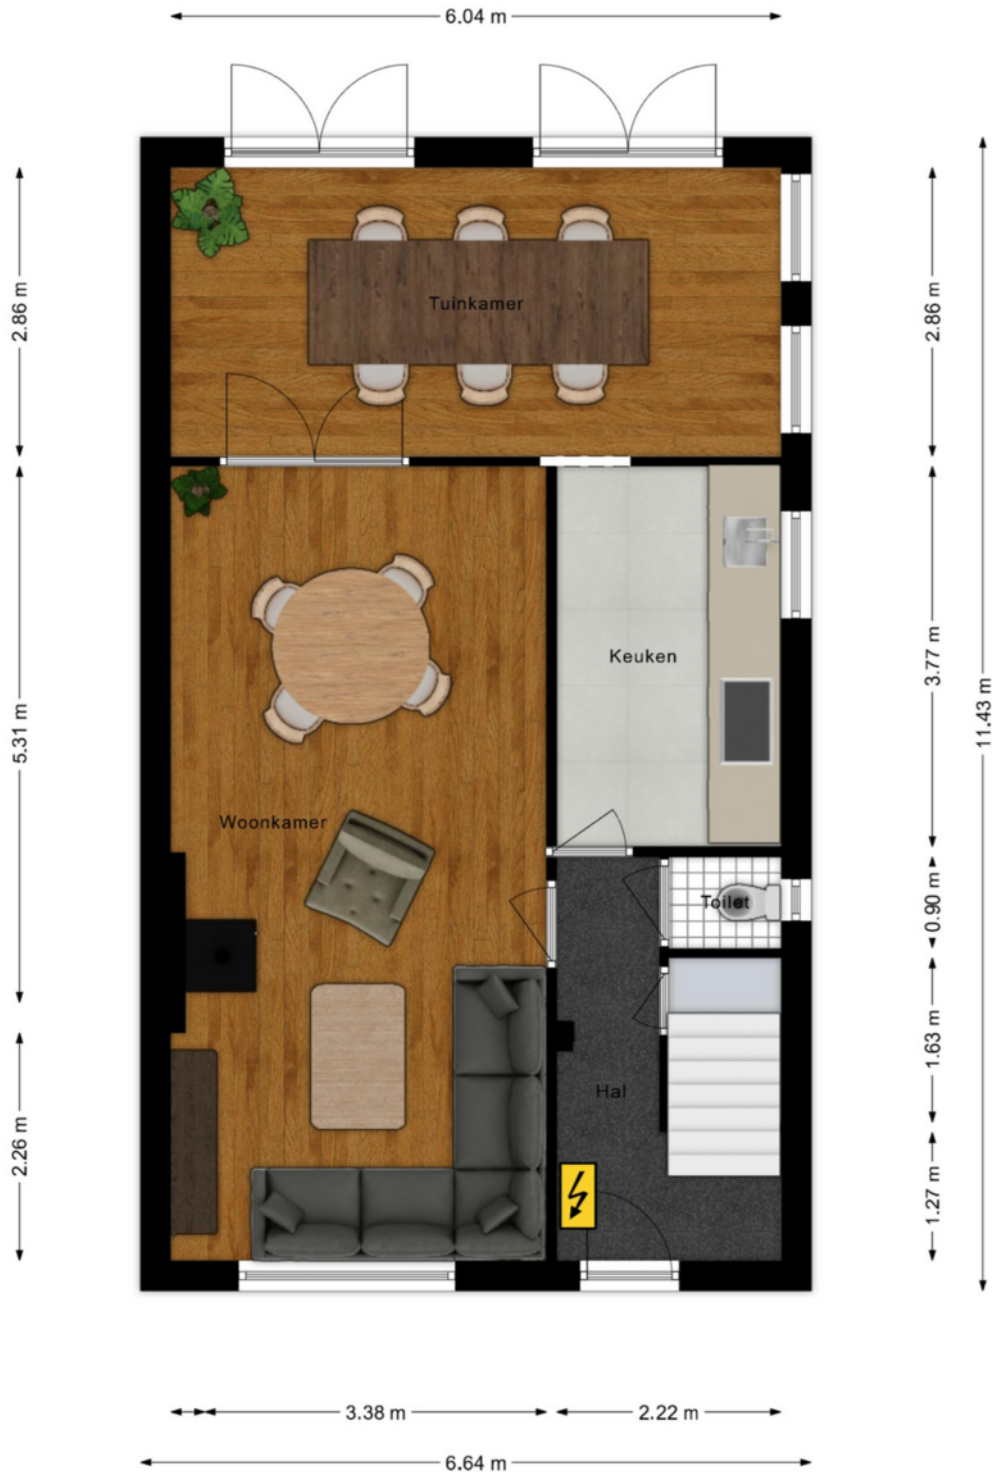 6.04 m
2.86 m
2.86 m
Tuinkamer
Keuken
3.77 m
11.43 m
5.31 m
Woonkamer
Toilet
0.90 m
1.63 m
Hal
2.26 m
1.27 m
3.38 m
2.22 m
6.64 m